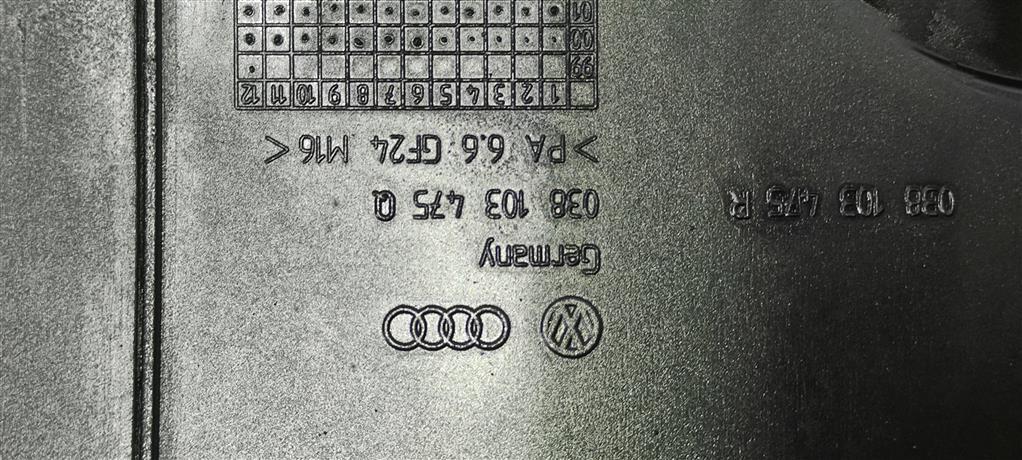 VW
Germany
038 103 475 R
038 103 475 Q
< PA 6.6 GF24 M16 >
1 2 3 4 5 6 7 8 9 10 11 12
99
00
01